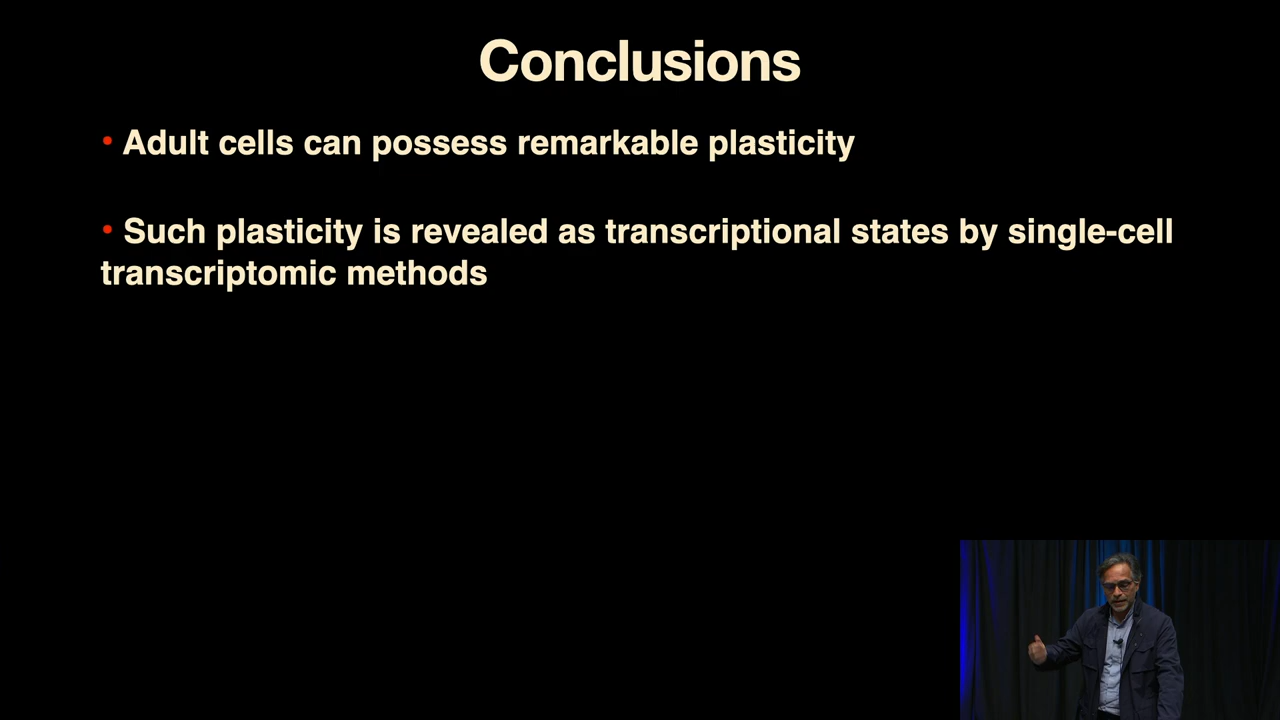 Conclusions
• Adult cells can possess remarkable plasticity
• Such plasticity is revealed as transcriptional states by single-cell
transcriptomic methods